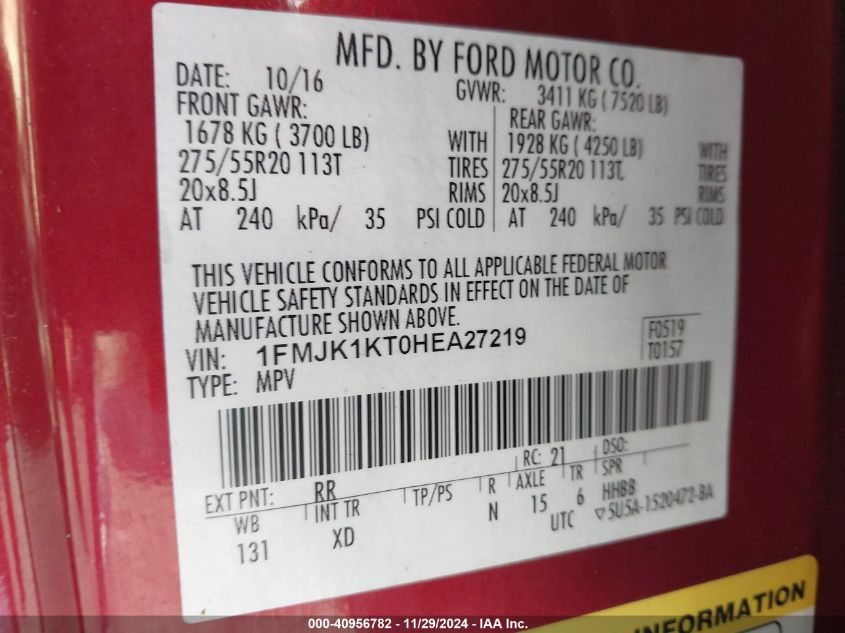 MFD. BY FORD MOTOR CO.
DATE: 10/16 GVWR: 3411 KG ( 7520 LB)
FRONT GAWR: REAR GAWR:
1678 KG ( 3700 LB) WITH 1928 KG ( 4250 LB) WITH
275/55R20 113T TIRES 275/55R20 113T, TIRES
20x8.5J RIMS 20x8.5J RIMS
AT 240 kPa/ 35 PSI COLD AT 240 kPa/ 35 PSI COLD
THIS VEHICLE CONFORMS TO ALL APPLICABLE FEDERAL MOTOR
VEHICLE SAFETY STANDARDS IN EFFECT ON THE DATE OF
MANUFACTURE SHOWN ABOVE.
VIN: 1FMJK1KT0HEA27219 F0519
TYPE: MPV T0157
EXT PNT: RR RC: 21 DSO:
WB INT TR TP/PS R AXLE TR SPR
131 XD N 15 6 HHBB
UTC ▽5U5A-1520472-BA
INFORMATION
000-40956782 - 11/29/2024 - IAA Inc.